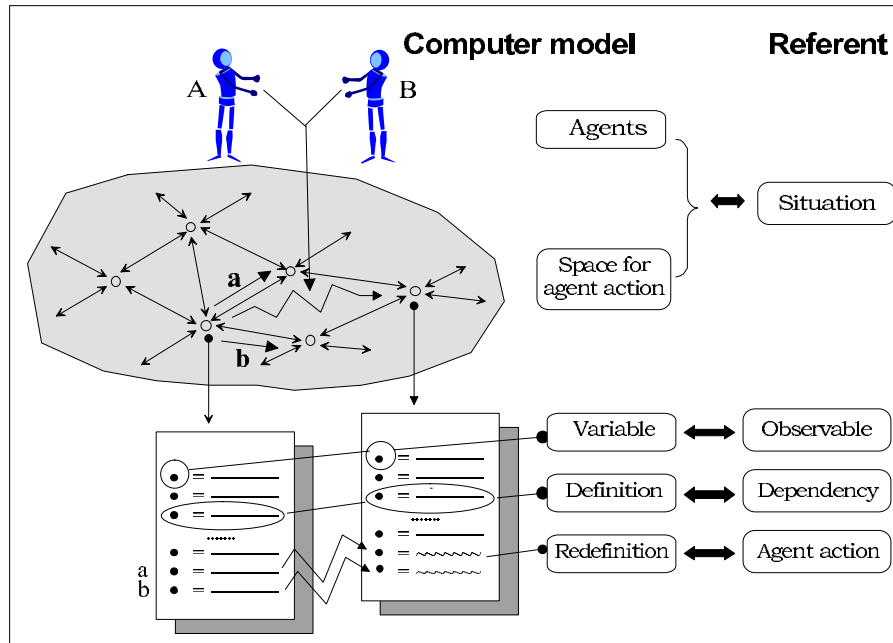 Computer model Referent
A B
Agents
Situation
Space for
agent action
a
b
Variable Observable
Definition Dependency
Redefinition Agent action
a
b